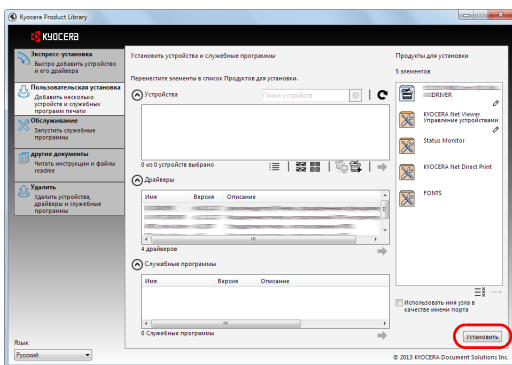 Kyocera Product Library
KYOCERA
Экспресс-установка
Быстро добавить устройство
и его драйвера
Пользовательская установка
Добавить несколько
устройств и служебных
программ печати
Обслуживание
Запустить служебные
программы
другие документы
Читать инструкции и файлы
readme
Удалить
Удалить устройства,
драйверы и служебные
программы
Язык
Русский
Установить устройства и служебные программы
Переместите элементы в список Продуктов для установки.
Устройства
Поиск устройств
0 из 0 устройств выбрано
Драйверы
Имя Версия Описание
4 драйверов
Служебные программы
Имя Версия Описание
0 Служебные программы
Продукты для установки
5 элементов
DRIVER
KYOCERA Net Viewer
Управление устройствами
Status Monitor
KYOCERA Net Direct Print
FONTS
Использовать имя узла в
качестве имени порта
Установить
© 2013 KYOCERA Document Solutions Inc.